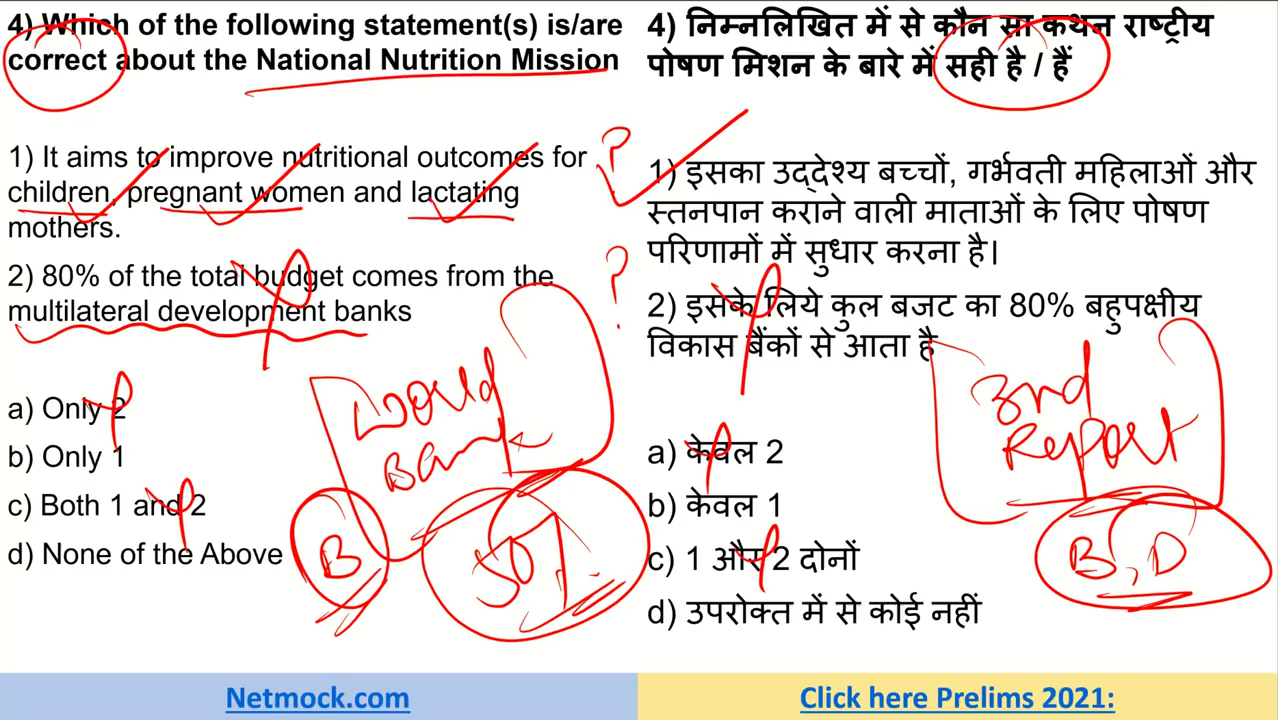 4) Which of the following statement(s) is/are
correct about the National Nutrition Mission
1) It aims to improve nutritional outcomes for
children, pregnant women and lactating
mothers.
2) 80% of the total budget comes from the
multilateral development banks
a) Only 2
b) Only 1
c) Both 1 and 2
d) None of the Above
World
Bank
B
50%
4) निम्नलिखित में से कौन सा कथन राष्ट्रीय
पोषण मिशन के बारे में सही है / हैं
1) इसका उद्देश्य बच्चों, गर्भवती महिलाओं और
स्तनपान कराने वाली माताओं के लिए पोषण
परिणामों में सुधार करना है।
2) इसके लिये कुल बजट का 80% बहुपक्षीय
विकास बैंकों से आता है
a) केवल 2
b) केवल 1
c) 1 और 2 दोनों
d) उपरोक्त में से कोई नहीं
?
?
3rd
Report
B, D
Netmock.com
Click here Prelims 2021: